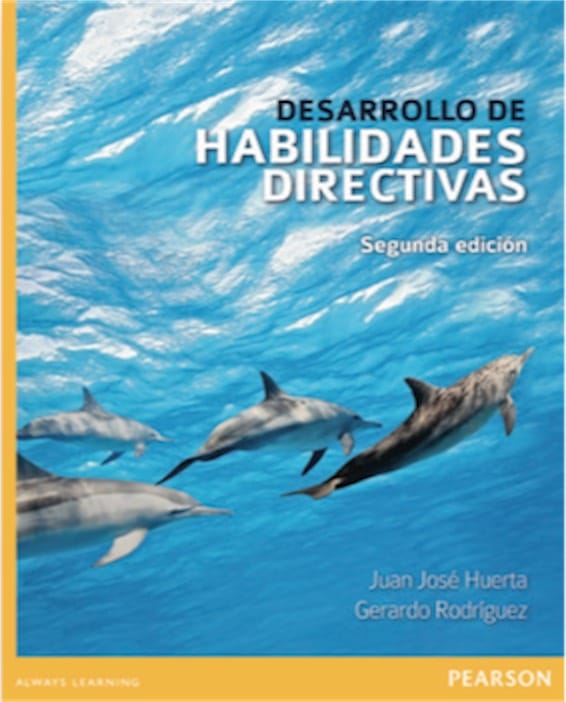 DESARROLLO DE
HABILIDADES
DIRECTIVAS
Segunda edición
Juan José Huerta
Gerardo Rodríguez
ALWAYS LEARNING
PEARSON